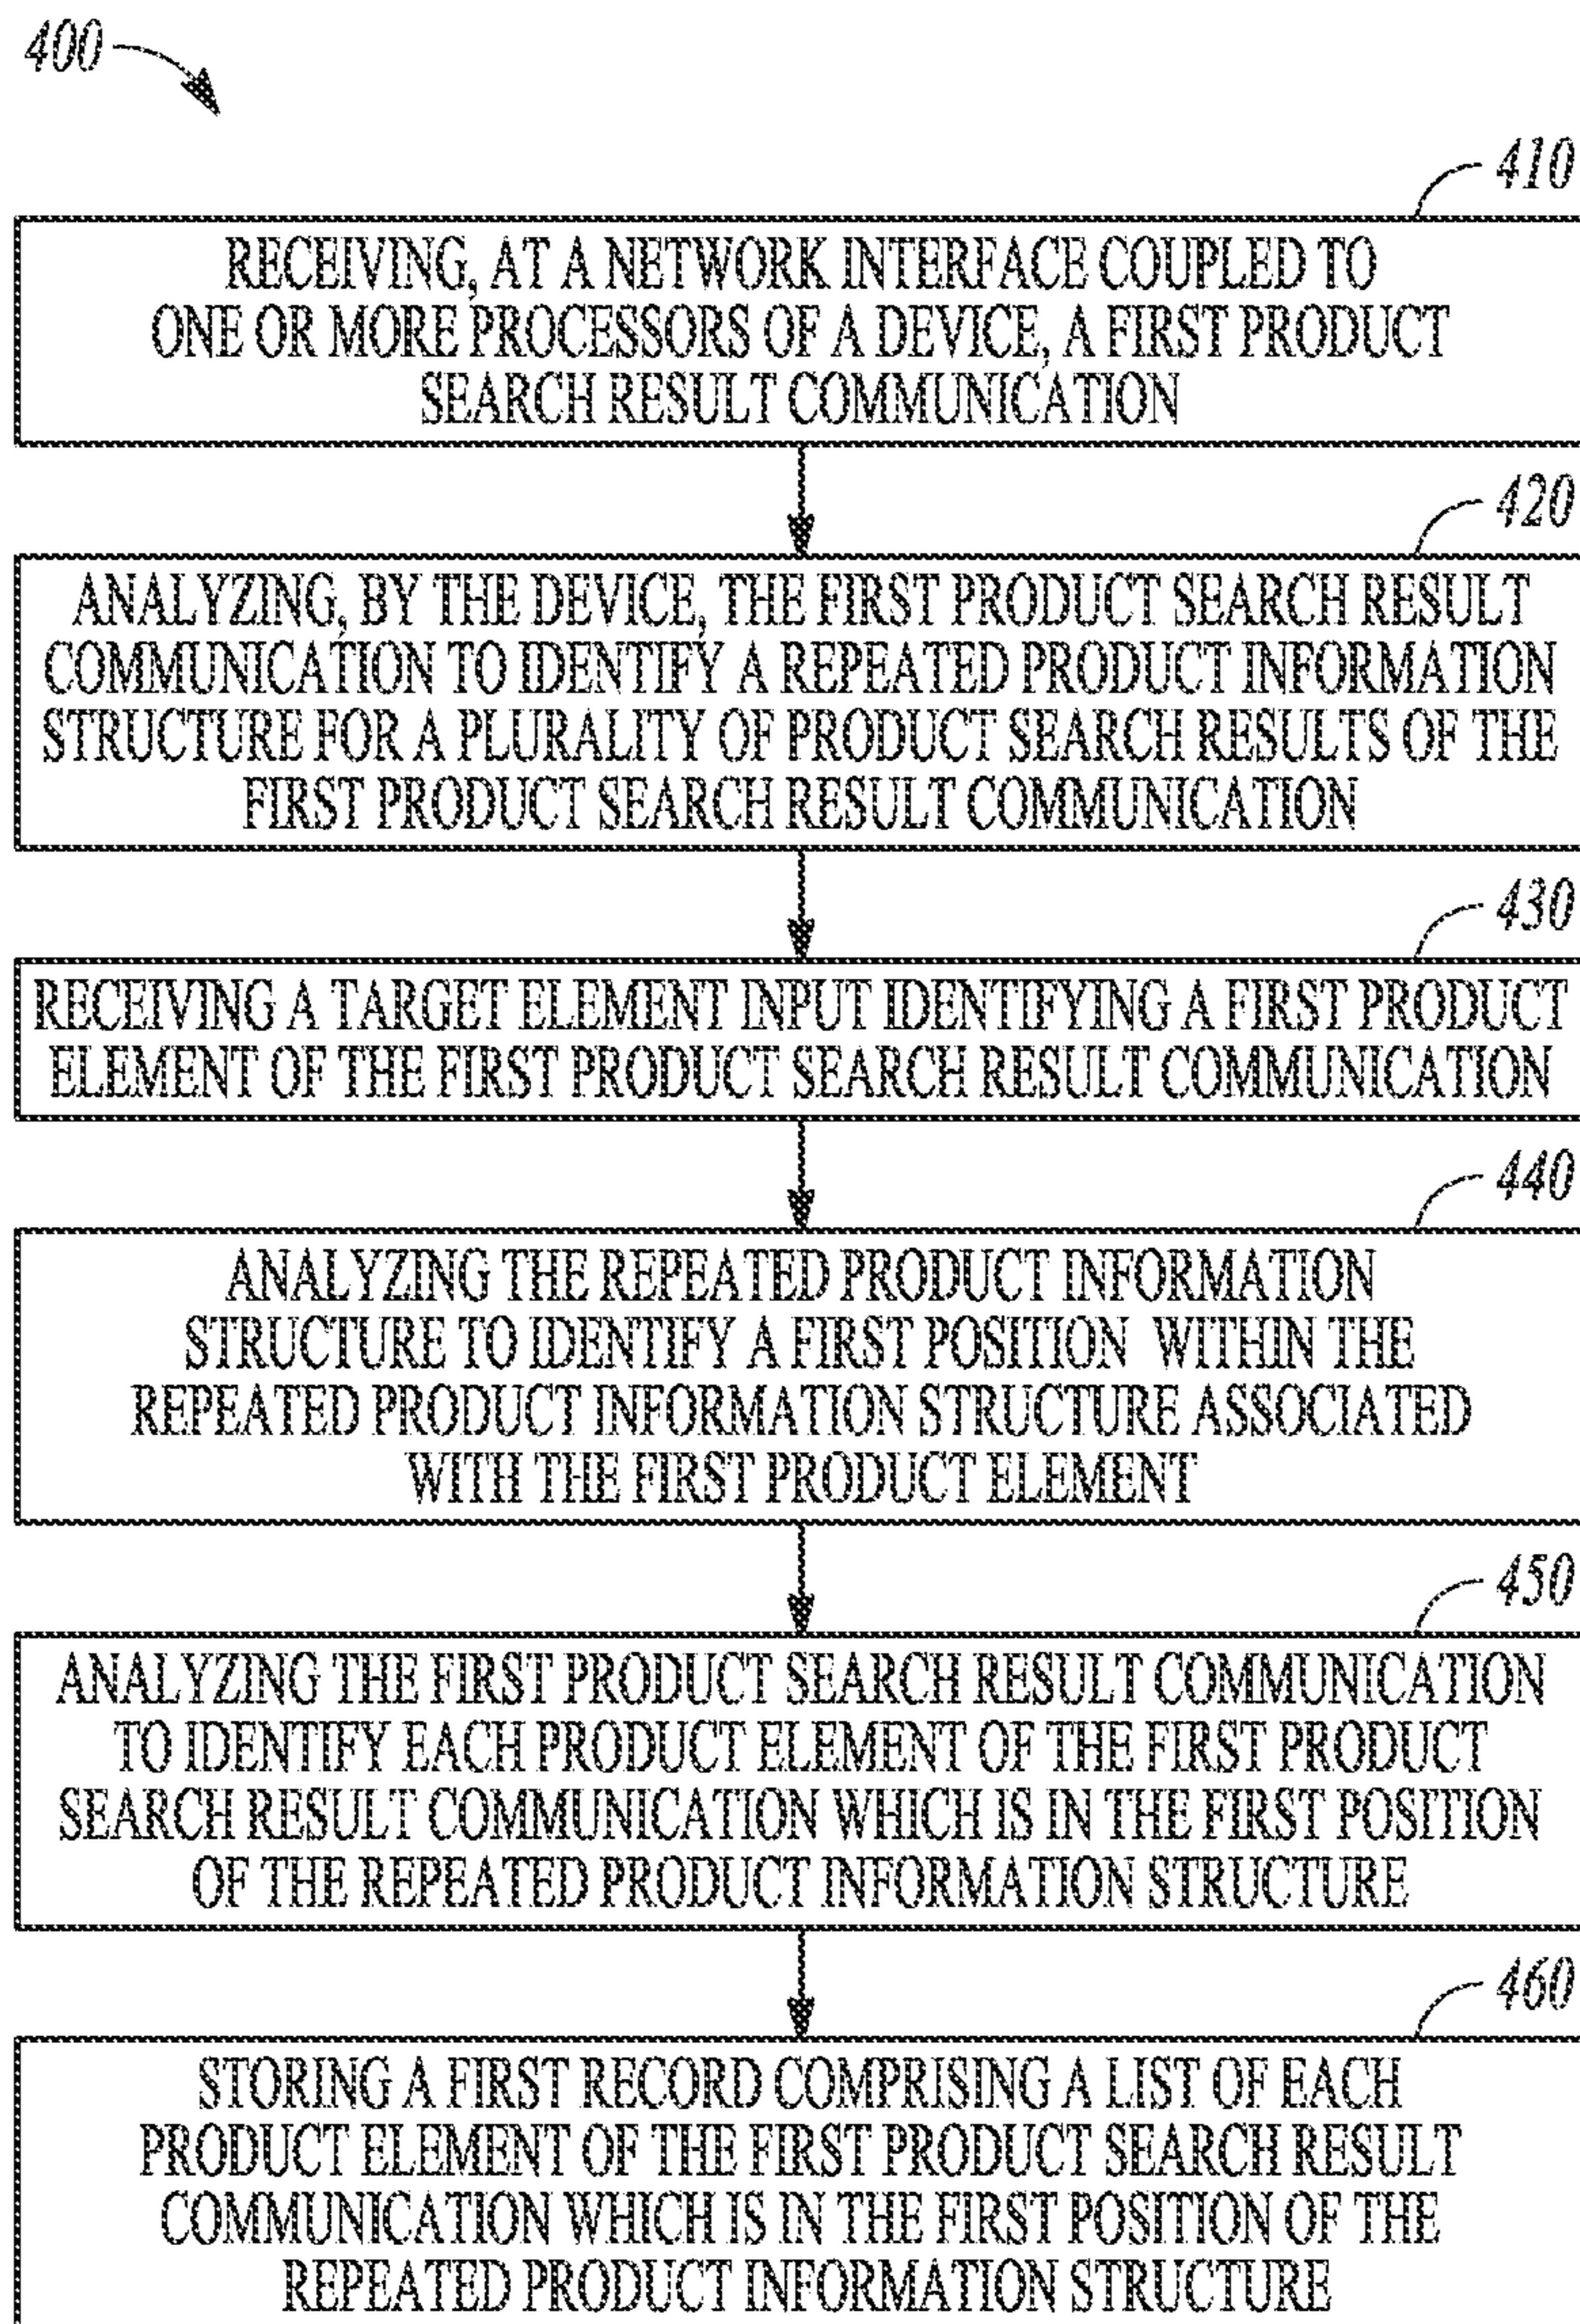 400
410
RECEIVING, AT A NETWORK INTERFACE COUPLED TO
ONE OR MORE PROCESSORS OF A DEVICE, A FIRST PRODUCT
SEARCH RESULT COMMUNICATION
420
ANALYZING, BY THE DEVICE, THE FIRST PRODUCT SEARCH RESULT
COMMUNICATION TO IDENTIFY A REPEATED PRODUCT INFORMATION
STRUCTURE FOR A PLURALITY OF PRODUCT SEARCH RESULTS OF THE
FIRST PRODUCT SEARCH RESULT COMMUNICATION
430
RECEIVING A TARGET ELEMENT INPUT IDENTIFYING A FIRST PRODUCT
ELEMENT OF THE FIRST PRODUCT SEARCH RESULT COMMUNICATION
440
ANALYZING THE REPEATED PRODUCT INFORMATION
STRUCTURE TO IDENTIFY A FIRST POSITION WITHIN THE
REPEATED PRODUCT INFORMATION STRUCTURE ASSOCIATED
WITH THE FIRST PRODUCT ELEMENT
450
ANALYZING THE FIRST PRODUCT SEARCH RESULT COMMUNICATION
TO IDENTIFY EACH PRODUCT ELEMENT OF THE FIRST PRODUCT
SEARCH RESULT COMMUNICATION WHICH IS IN THE FIRST POSITION
OF THE REPEATED PRODUCT INFORMATION STRUCTURE
460
STORING A FIRST RECORD COMPRISING A LIST OF EACH
PRODUCT ELEMENT OF THE FIRST PRODUCT SEARCH RESULT
COMMUNICATION WHICH IS IN THE FIRST POSITION OF THE
REPEATED PRODUCT INFORMATION STRUCTURE